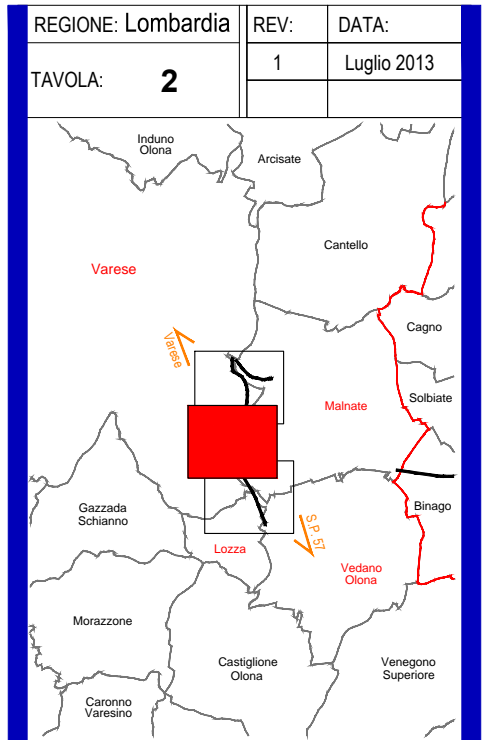 REGIONE: Lombardia
REV:
DATA:
TAVOLA: 2
1
Luglio 2013
Induno
Olona
Arcisate
Cantello
Varese
Cagno
Varese
Malnate
Solbiate
Gazzada
Schianno
Binago
S.P. 57
Lozza
Vedano
Olona
Morazzone
Castiglione
Olona
Venegono
Superiore
Caronno
Varesino